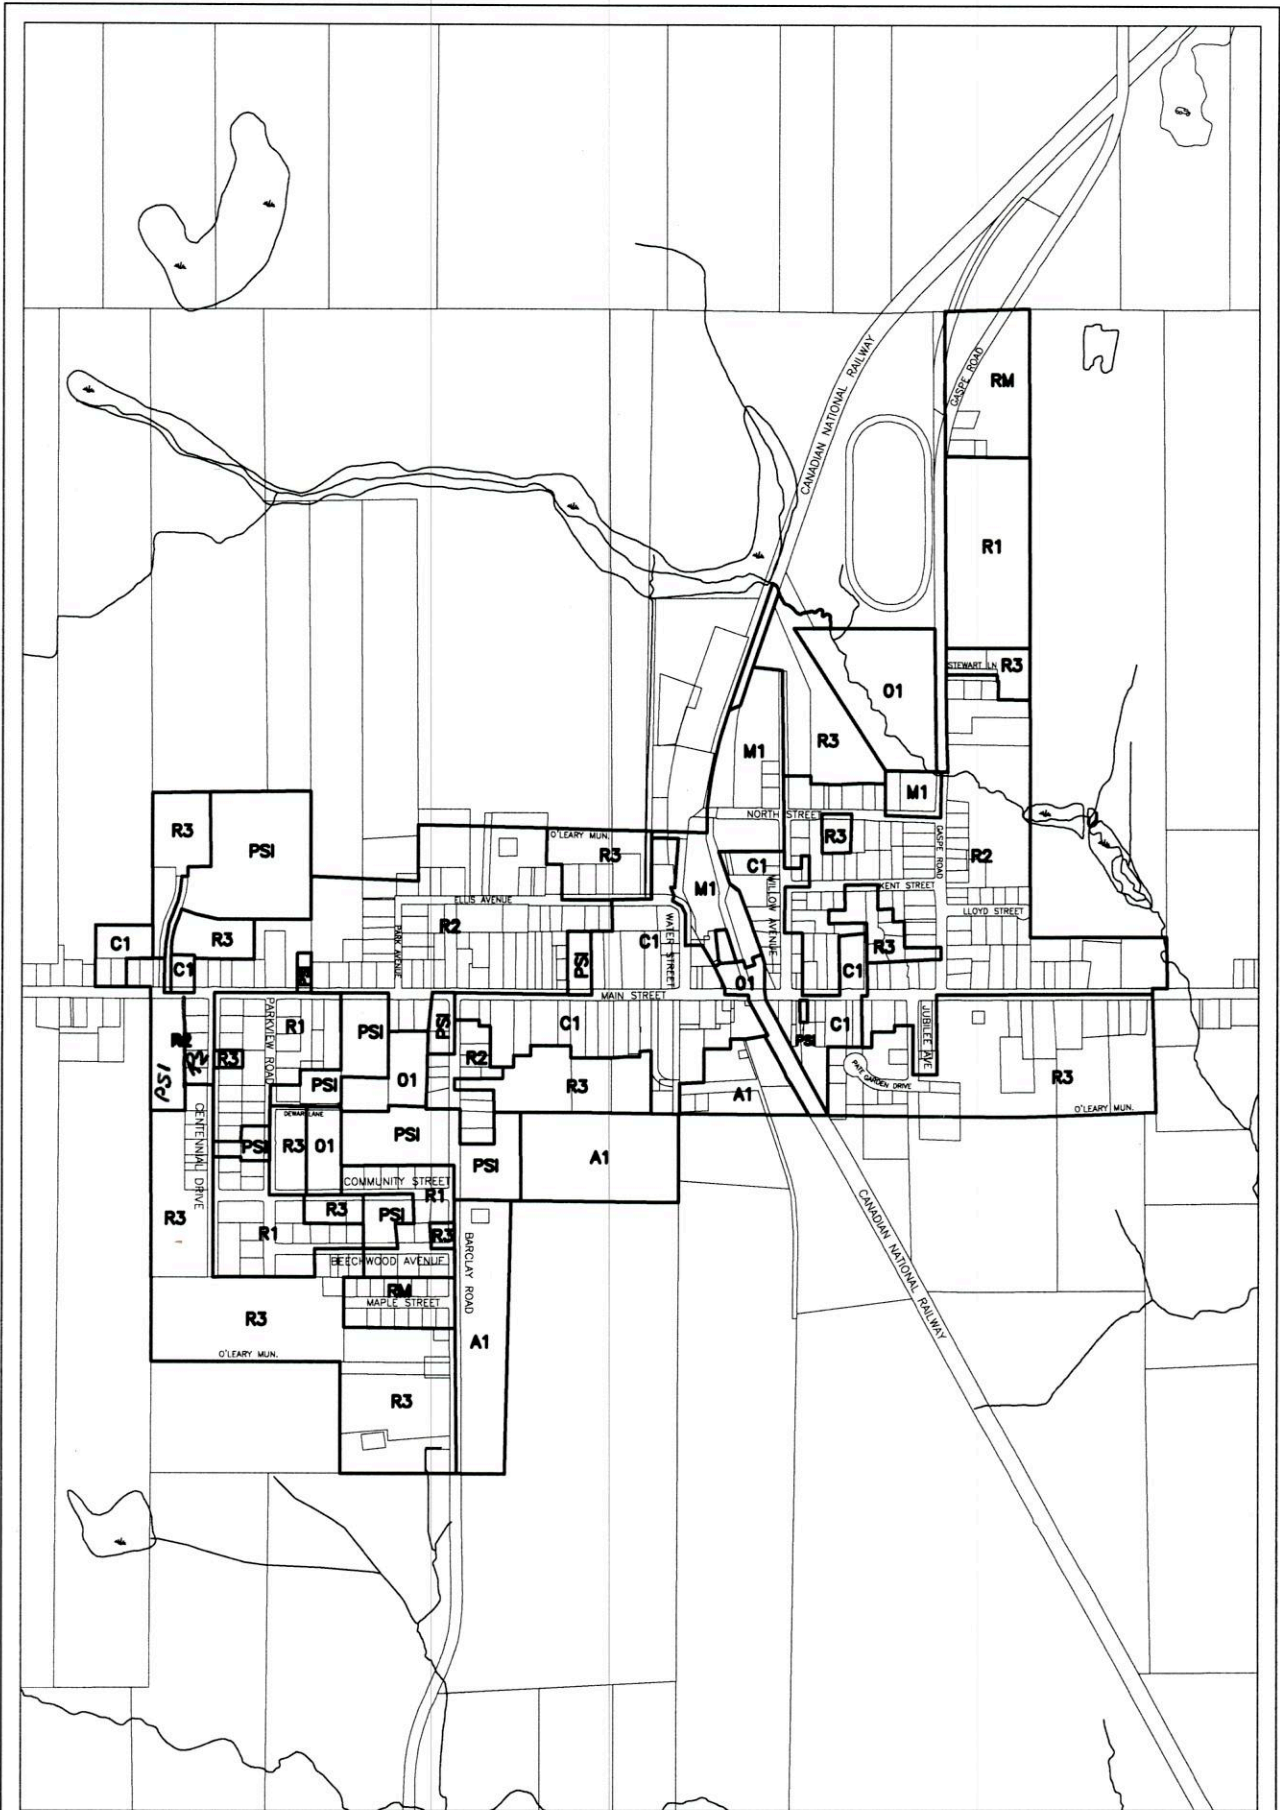 CANADIAN NATIONAL RAILWAY
GASPE ROAD
RM
R1
STEWART LN
R3
O1
R3
M1
M1
NORTH STREET
R3
GASPE ROAD
R2
R3
PSI
O'LEARY MUN.
R3
C1
M1
WILLOW AVENUE
KENT STREET
LLOYD STREET
ELLIS AVENUE
R2
PARK AVENUE
WATER STREET
C1
R3
C1
R3
C1
PSI
PSI
C1
O1
MAIN STREET
PARKVIEW ROAD
R1
PSI
PSI
C1
C1
PSI
JUBILEE AVE
R2
R2
R3
R2
PSI
PSI
O1
R3
A1
PATE GARDEN DRIVE
R3
O'LEARY MUN.
CENTENNIAL DRIVE
DEWAR LANE
PSI
R3
O1
PSI
PSI
A1
COMMUNITY STREET
R1
R3
R3
PSI
R1
R3
BEECHWOOD AVENUE
BARCLAY ROAD
CANADIAN NATIONAL RAILWAY
RM
MAPLE STREET
R3
A1
O'LEARY MUN.
R3